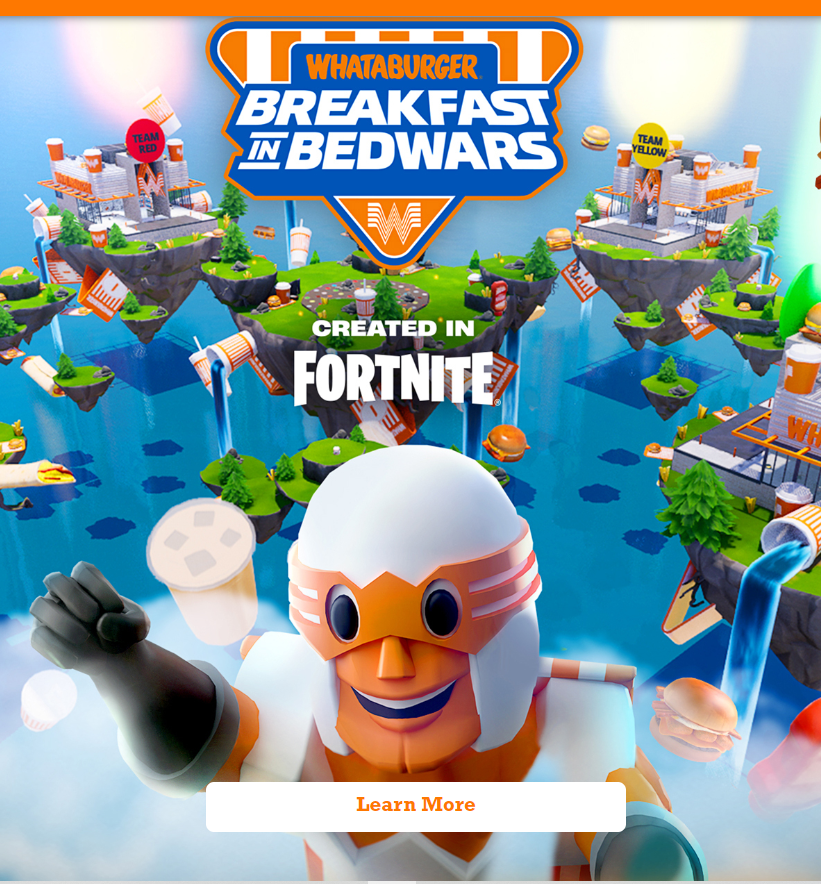 WHATABURGER
BREAKFAST
IN BEDWARS
TEAM
RED
TEAM
YELLOW
CREATED IN
FORTNITE
Learn More